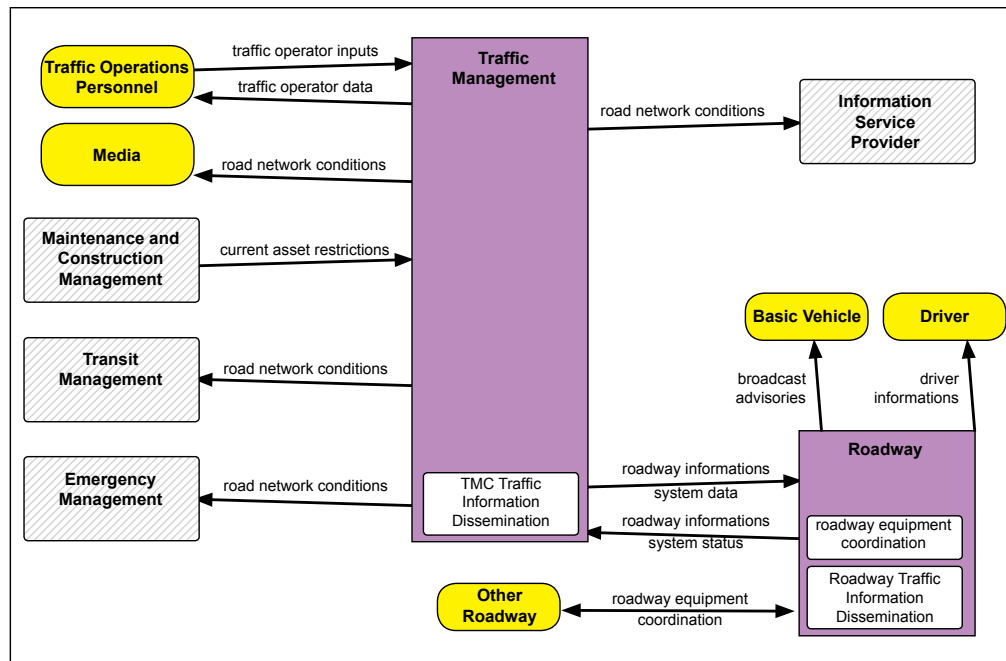 Traffic Operations
Personnel
traffic operator inputs
traffic operator data
Traffic
Management
road network conditions
Information
Service
Provider
Media
road network conditions
Maintenance and
Construction
Management
current asset restrictions
Basic Vehicle
Driver
Transit
Management
road network conditions
broadcast
advisories
driver
informations
Emergency
Management
road network conditions
TMC Traffic
Information
Dissemination
roadway informations
system data
roadway informations
system status
Roadway
roadway equipment
coordination
Roadway Traffic
Information
Dissemination
Other
Roadway
roadway equipment
coordination